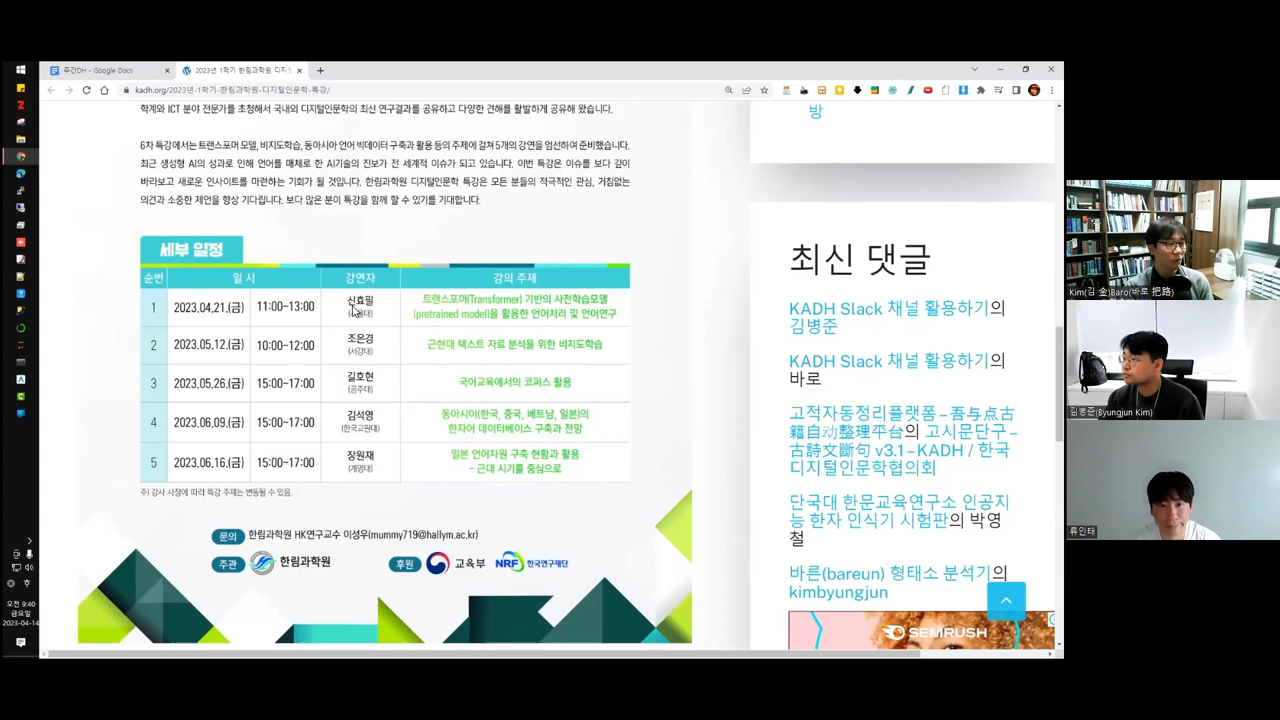 주간DH - Google Docs
2023년 1학기 한림과학원 디지털
kadh.org/2023년-1학기-한림과학원-디지털인문학-특강/
학계와 ICT 분야 전문가를 초청해서 국내외 디지털인문학의 최신 연구결과를 공유하고 다양한 견해를 활발하게 공유해 왔습니다.
6차 특강에서는 트랜스포머 모델, 비지도학습, 동아시아 언어 빅데이터 구축과 활용 등의 주제에 걸쳐 5개의 강연을 엄선하여 준비했습니다.
최근 생성형 AI의 성과로 인해 언어를 매체로 한 AI기술의 진보가 전 세계적 이슈가 되고 있습니다. 이번 특강은 이슈를 보다 깊이
바라보고 새로운 인사이트를 마련하는 기회가 될 것입니다. 한림과학원 디지털인문학 특강은 모든 분들의 적극적인 관심, 거침없는
의견과 소중한 제언을 항상 기다립니다. 보다 많은 분이 특강을 함께 할 수 있기를 기대합니다.
세부 일정
순번 일 시 강연자 강의 주제
1 2023.04.21.(금) 11:00~13:00 신효필 트랜스포머(Transformer) 기반의 사전학습모델
(pretrained model)을 활용한 언어처리 및 언어연구
2 2023.05.12.(금) 10:00~12:00 조은경 (서강대) 근현대 텍스트 자료 분석을 위한 비지도학습
3 2023.05.26.(금) 15:00~17:00 길호현 (공주대) 국어교육에서의 코퍼스 활용
4 2023.06.09.(금) 15:00~17:00 김석영 (한국교원대) 동아시아(한국, 중국, 베트남, 일본)의
한자어 데이터베이스 구축과 전망
5 2023.06.16.(금) 15:00~17:00 장원재 (계명대) 일본 언어자원 구축 현황과 활용
- 근대 시기를 중심으로
주) 강사 사정에 따라 특강 주제는 변동될 수 있음.
문의 한림과학원 HK연구교수 이성우(mummy719@hallym.ac.kr)
주관 한림과학원 후원 교육부 NRF 한국연구재단
방
최신 댓글
KADH Slack 채널 활용하기의
김병준
KADH Slack 채널 활용하기의
바로
고적자동정리플랫폼 – 吾与点古
籍自动整理平台의 고시문단구 –
古詩文斷句 v3.1 – KADH / 한국
디지털인문학협의회
단국대 한문교육연구소 인공지
능 한자 인식기 시험판의 박영
철
바른(bareun) 형태소 분석기의
kimbyungjun
SEMRUSH
Kim(김 金)Baro(바로 把路)
김병준(Byungjun Kim)
류인태
오전 9:40
금요일
2023-04-14